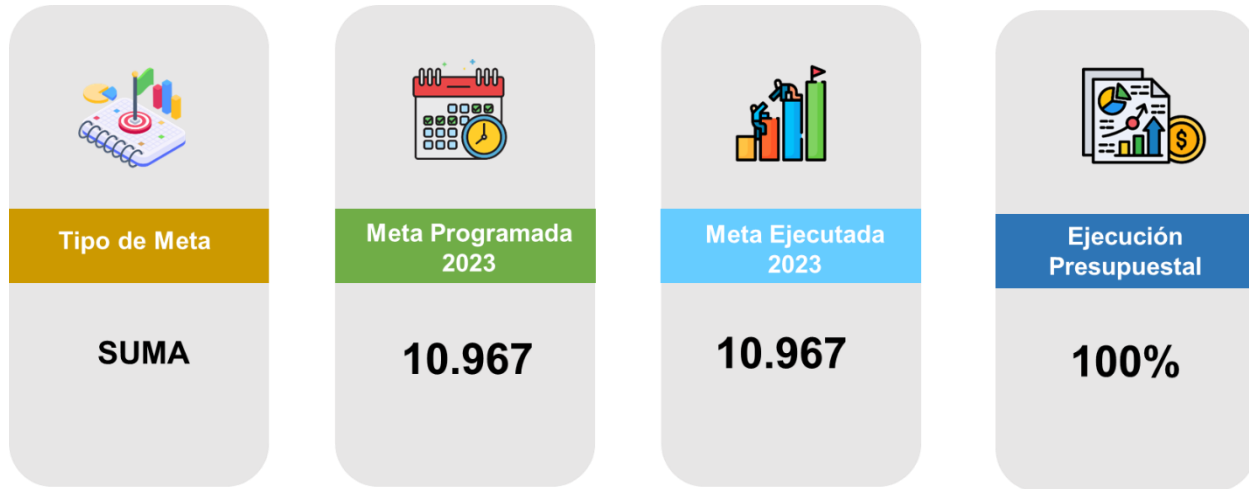 Tipo de Meta
SUMA
Meta Programada
2023
10.967
Meta Ejecutada
2023
10.967
Ejecución
Presupuestal
100%